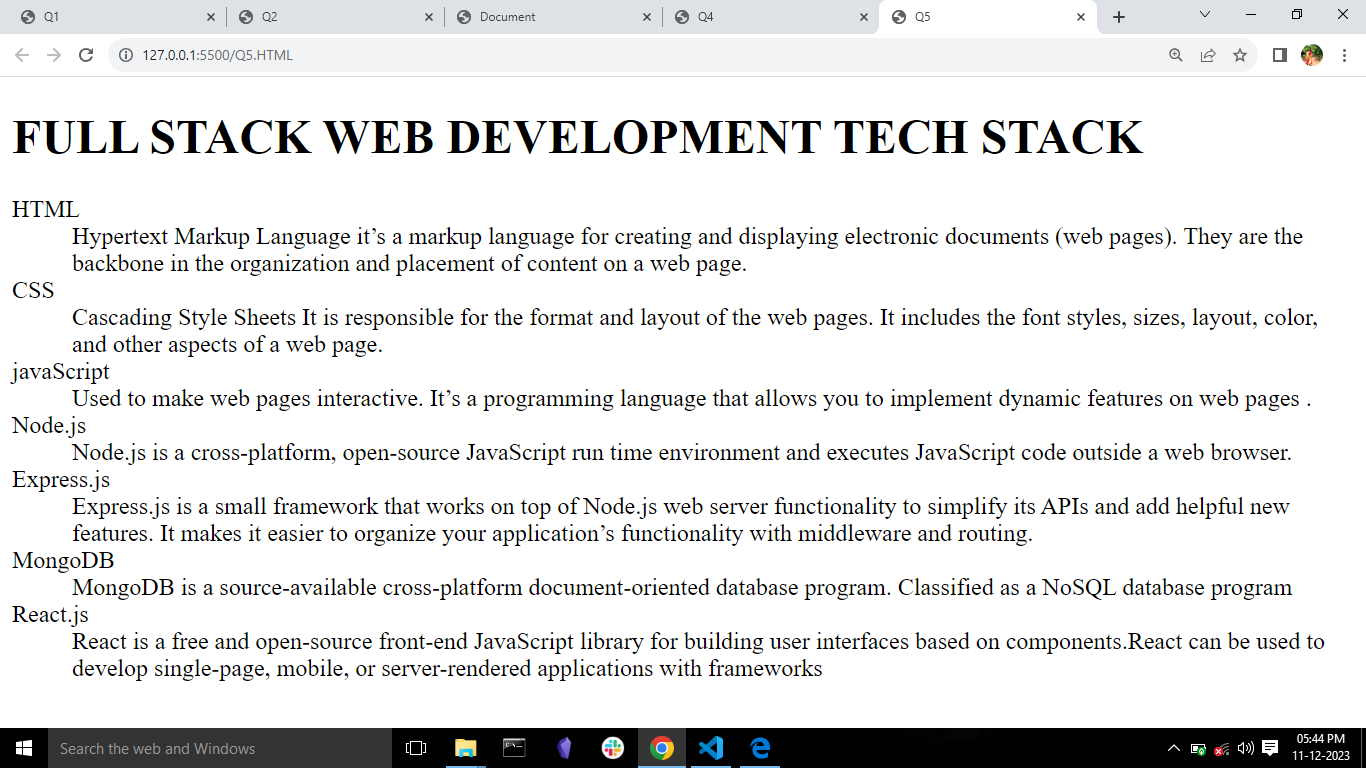 Q1
Q2
Document
Q4
Q5
127.0.0.1:5500/Q5.HTML
FULL STACK WEB DEVELOPMENT TECH STACK
HTML
Hypertext Markup Language it’s a markup language for creating and displaying electronic documents (web pages). They are the
backbone in the organization and placement of content on a web page.
CSS
Cascading Style Sheets It is responsible for the format and layout of the web pages. It includes the font styles, sizes, layout, color,
and other aspects of a web page.
javaScript
Used to make web pages interactive. It’s a programming language that allows you to implement dynamic features on web pages .
Node.js
Node.js is a cross-platform, open-source JavaScript run time environment and executes JavaScript code outside a web browser.
Express.js
Express.js is a small framework that works on top of Node.js web server functionality to simplify its APIs and add helpful new
features. It makes it easier to organize your application’s functionality with middleware and routing.
MongoDB
MongoDB is a source-available cross-platform document-oriented database program. Classified as a NoSQL database program
React.js
React is a free and open-source front-end JavaScript library for building user interfaces based on components.React can be used to
develop single-page, mobile, or server-rendered applications with frameworks
Search the web and Windows
05:44 PM
11-12-2023